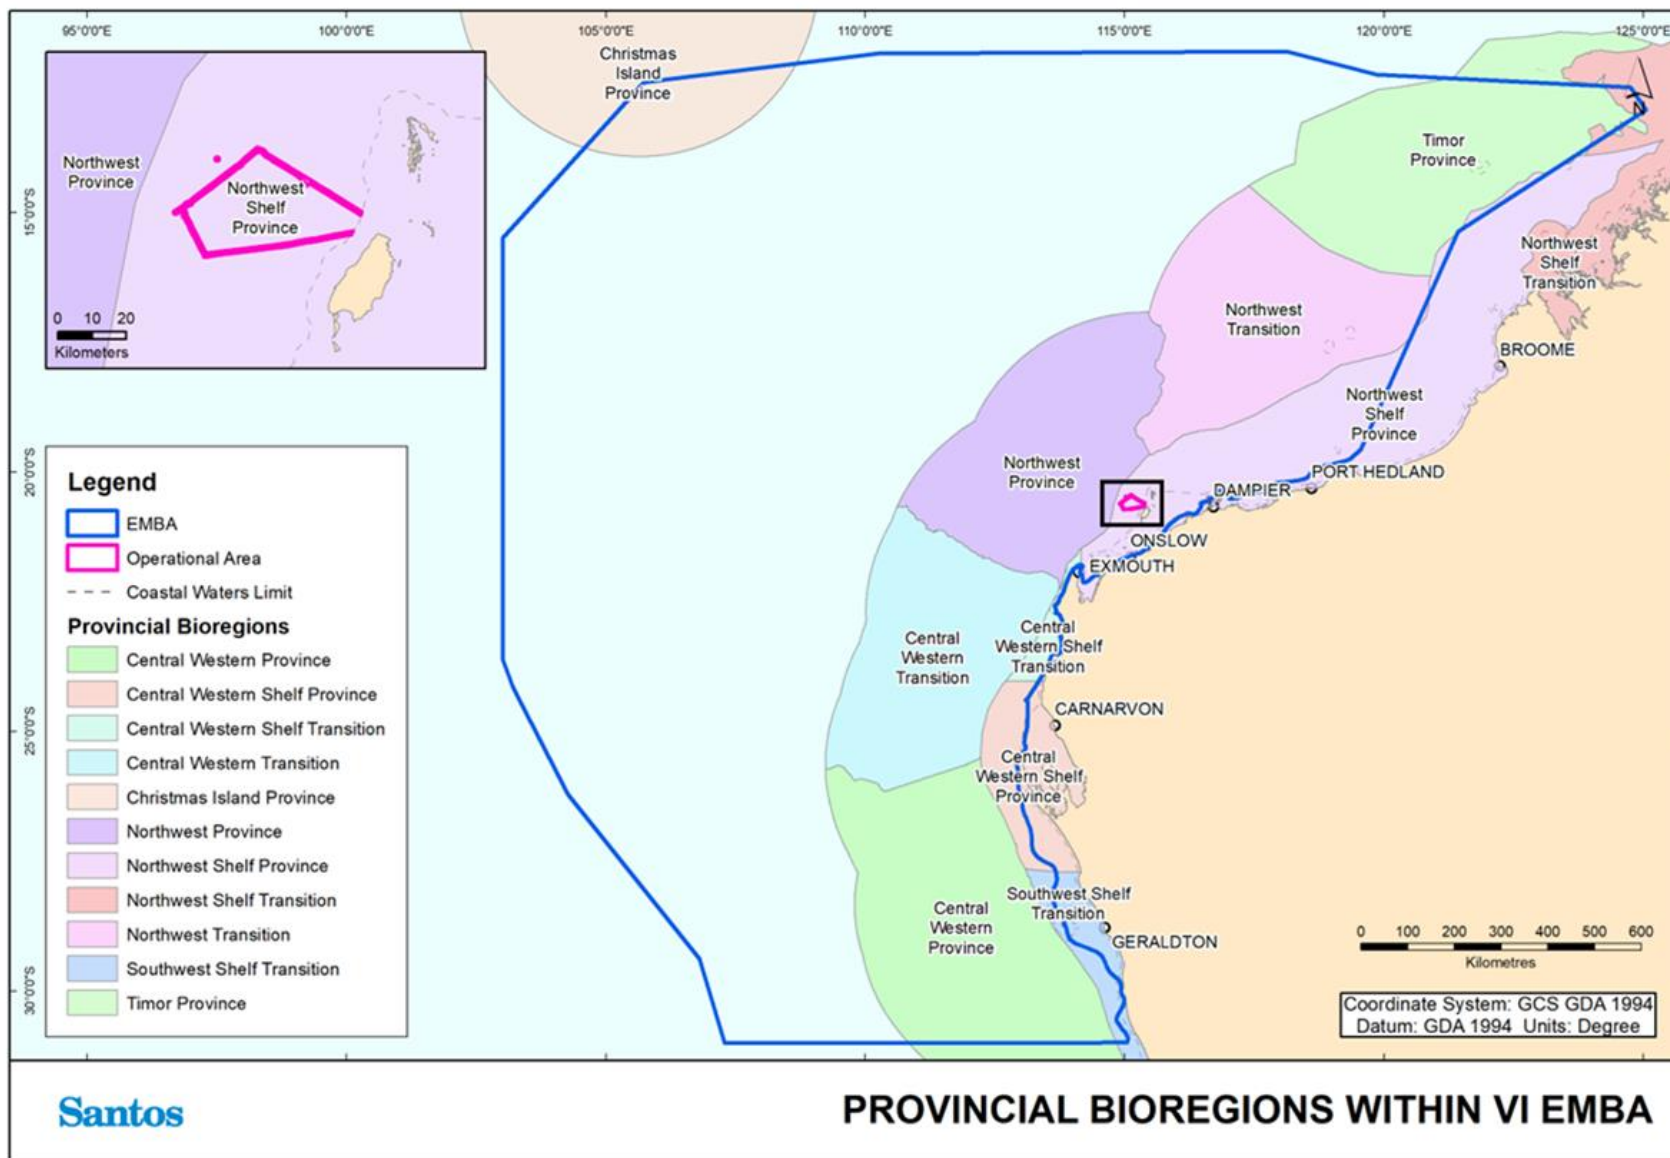 95°0'0"E
100°0'0"E
105°0'0"E
110°0'0"E
115°0'0"E
120°0'0"E
125°0'0"E
15°0'0"S
20°0'0"S
25°0'0"S
30°0'0"S
Northwest
Province
Northwest
Shelf
Province
0 10 20
Kilometers
Christmas
Island
Province
N
Timor
Province
Northwest
Shelf
Transition
Northwest
Transition
BROOME
Northwest
Shelf
Province
Northwest
Province
PORT HEDLAND
DAMPIER
ONSLOW
EXMOUTH
Central
Western
Transition
Central
Western Shelf
Transition
CARNARVON
Central
Western Shelf
Province
Southwest Shelf
Transition
Central
Western
Province
GERALDTON
Legend
EMBA
Operational Area
Coastal Waters Limit
Provincial Bioregions
Central Western Province
Central Western Shelf Province
Central Western Shelf Transition
Central Western Transition
Christmas Island Province
Northwest Province
Northwest Shelf Province
Northwest Shelf Transition
Northwest Transition
Southwest Shelf Transition
Timor Province
0 100 200 300 400 500 600
Kilometres
Coordinate System: GCS GDA 1994
Datum: GDA 1994 Units: Degree
Santos
PROVINCIAL BIOREGIONS WITHIN VI EMBA